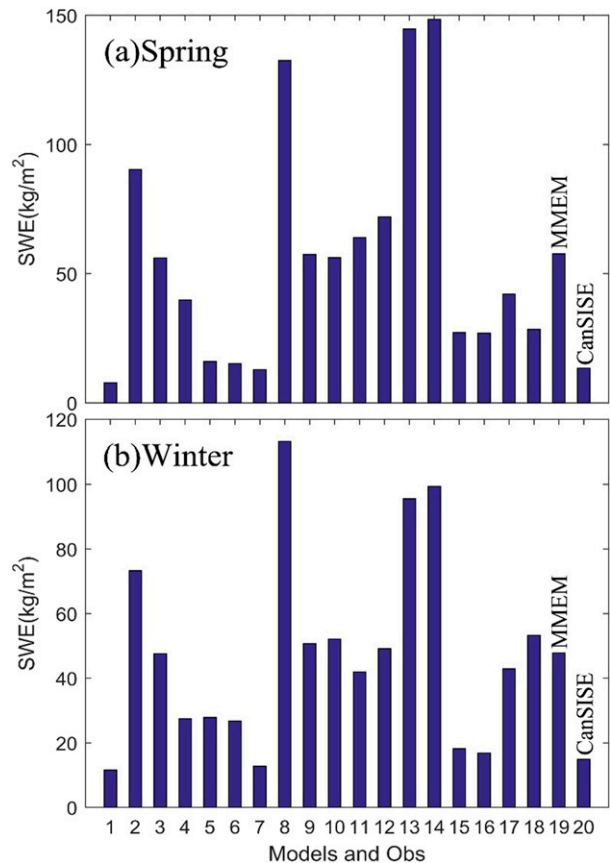 (a)Spring
150
100
50
0
SWE(kg/m²)
MMEM
CanSISE
(b)Winter
120
100
80
60
40
20
0
SWE(kg/m²)
MMEM
CanSISE
1 2 3 4 5 6 7 8 9 10 11 12 13 14 15 16 17 18 19 20
Models and Obs